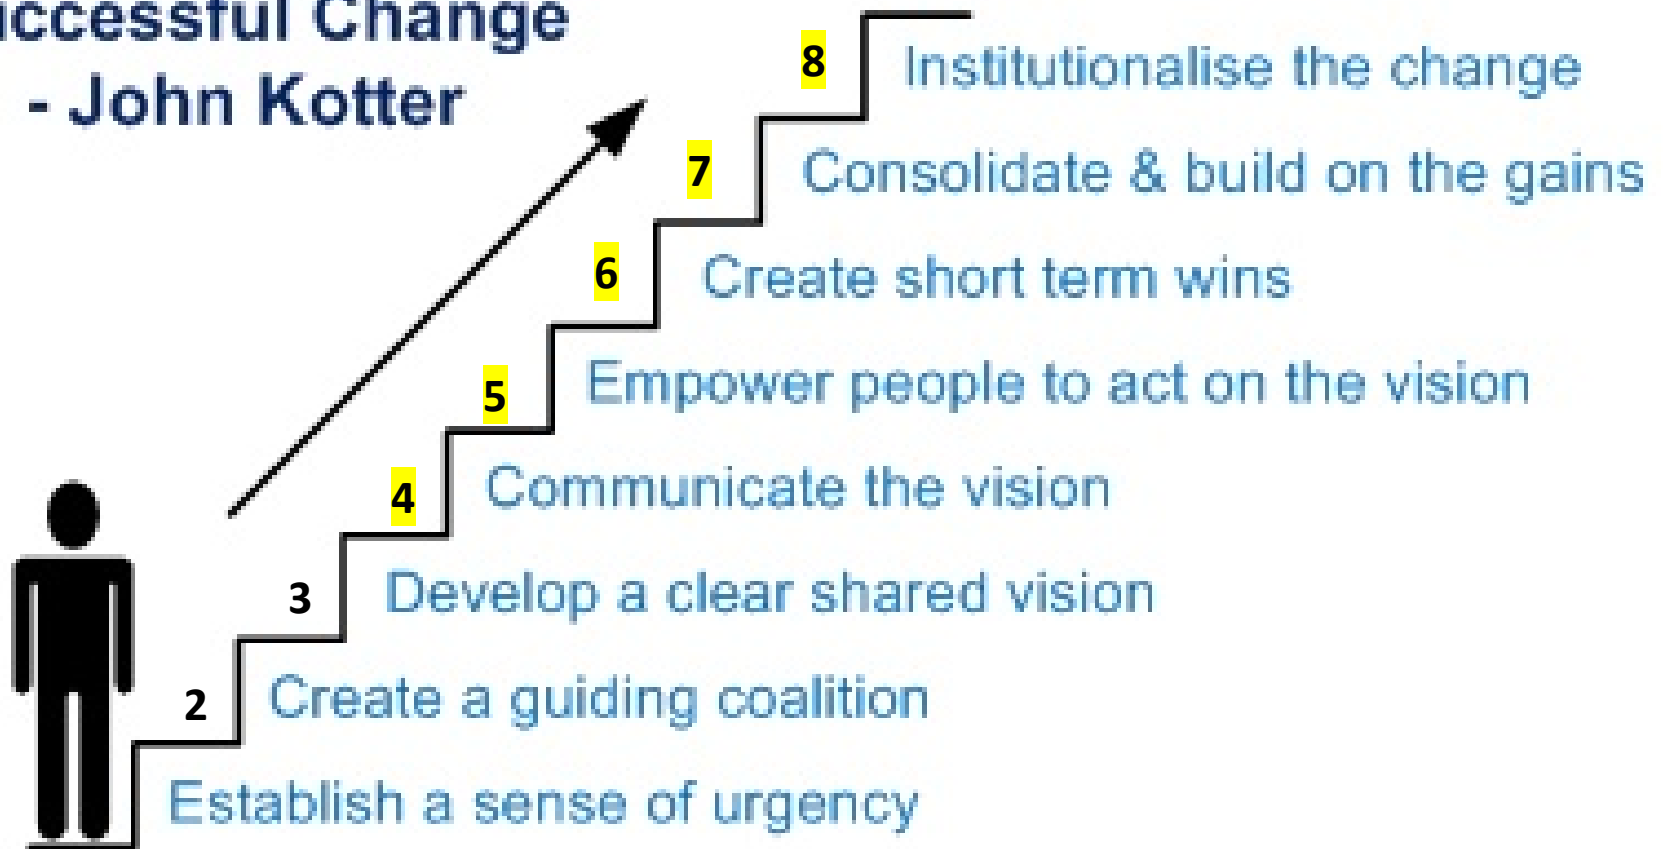 uccessful Change
- John Kotter
8 Institutionalise the change
7 Consolidate & build on the gains
6 Create short term wins
5 Empower people to act on the vision
4 Communicate the vision
3 Develop a clear shared vision
2 Create a guiding coalition
Establish a sense of urgency